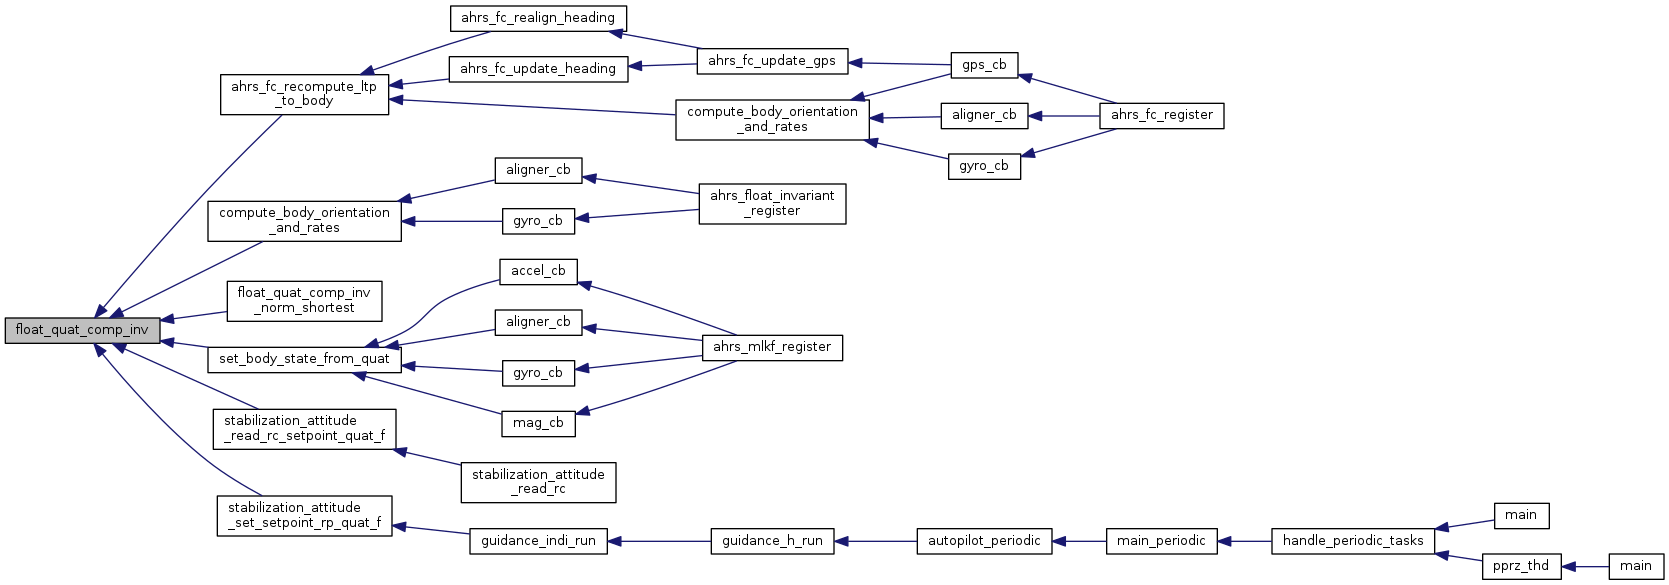 ahrs_fc_realign_heading
ahrs_fc_update_gps
gps_cb
ahrs_fc_update_heading
ahrs_fc_recompute_ltp
_to_body
compute_body_orientation
_and_rates
aligner_cb
ahrs_fc_register
gyro_cb
aligner_cb
ahrs_float_invariant
_register
compute_body_orientation
_and_rates
gyro_cb
accel_cb
float_quat_comp_inv
_norm_shortest
float_quat_comp_inv
aligner_cb
ahrs_mlkf_register
set_body_state_from_quat
gyro_cb
mag_cb
stabilization_attitude
_read_rc_setpoint_quat_f
stabilization_attitude
_read_rc
stabilization_attitude
_set_setpoint_rp_quat_f
guidance_indi_run
guidance_h_run
autopilot_periodic
main_periodic
handle_periodic_tasks
main
pprz_thd
main